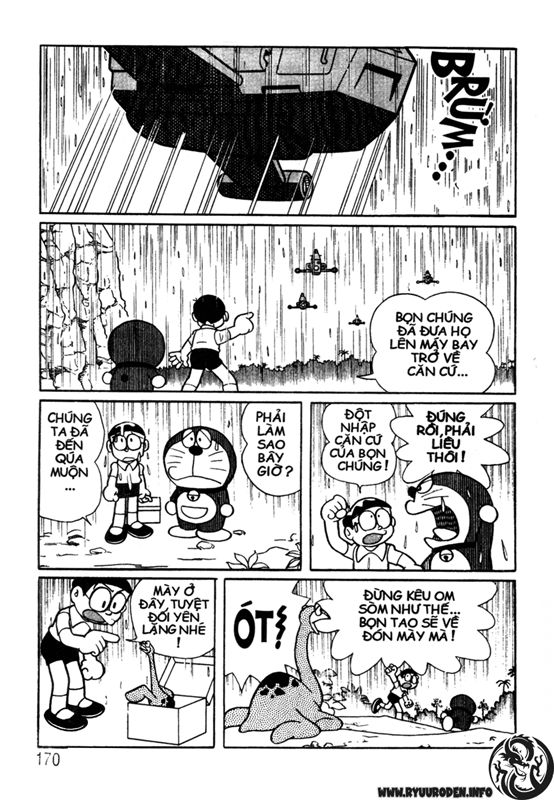 BRÙM...
BỌN CHÚNG
ĐÃ ĐƯA HỌ
LÊN MẤY BAY
TRỞ VỀ
CĂN CỨ...
CHÚNG
TA ĐÃ
ĐẾN
QÚA
MUỘN
...
PHẢI
LÀM
SAO
BÂY
GIỜ?
ĐỘT
NHẬP
CĂN CỨ
CỦA BỌN
CHÚNG!
ĐÚNG
RỒI, PHẢI
LIỀU
THÔI!
MÀY Ở
ĐÂY, TUYỆT
ĐỐI YÊN
LẶNG NHÉ
!
ÓT!
ĐỪNG KÊU OM
SÒM NHƯ THẾ...
BỌN TAO SẼ VỀ
ĐÓN MÀY MÀ!
170
WWW.RYUURODEN.INFO